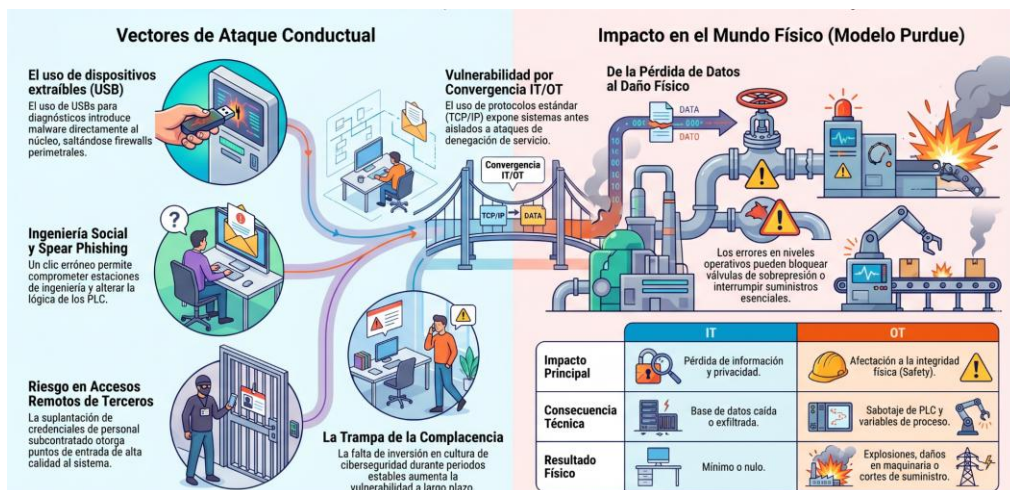 Vectores de Ataque Conductual
El uso de dispositivos
extraíbles (USB)
El uso de USBs para
diagnósticos introduce
malware directamente al
núcleo, saltándose firewalls
perimetrales.
Ingeniería Social
y Spear Phishing
Un clic erróneo permite
comprometer estaciones
de ingeniería y alterar la
lógica de los PLC.
?
Riesgo en Accesos
Remotos de Terceros
La suplantación de
credenciales de personal
subcontratado otorga
puntos de entrada de alta
calidad al sistema.
Vulnerabilidad por
Convergencia IT/OT
El uso de protocolos estándar
(TCP/IP) expone sistemas antes
aislados a ataques de
denegación de servicio.
Convergencia
IT/OT
TCP/IP
DATA
La Trampa de la Complacencia
La falta de inversión en cultura de
ciberseguridad durante periodos
estables aumenta la
vulnerabilidad a largo plazo
Impacto en el Mundo Físico (Modelo Purdue)
De la Pérdida de Datos
al Daño Físico
DATA
DATO
Los errores en niveles
operativos pueden bloquear
válvulas de sobrepresión o
interrumpir suministros
esenciales.
IT
OT
Impacto
Principal
Pérdida de información
y privacidad.
Afectación a la integridad
física (Safety).
Consecuencia
Técnica
Base de datos caída
o exfiltrada.
Sabotaje de PLC y
variables de proceso.
Resultado
Físico
Mínimo o nulo.
Explosiones, daños
en maquinaria o
cortes de suministro.